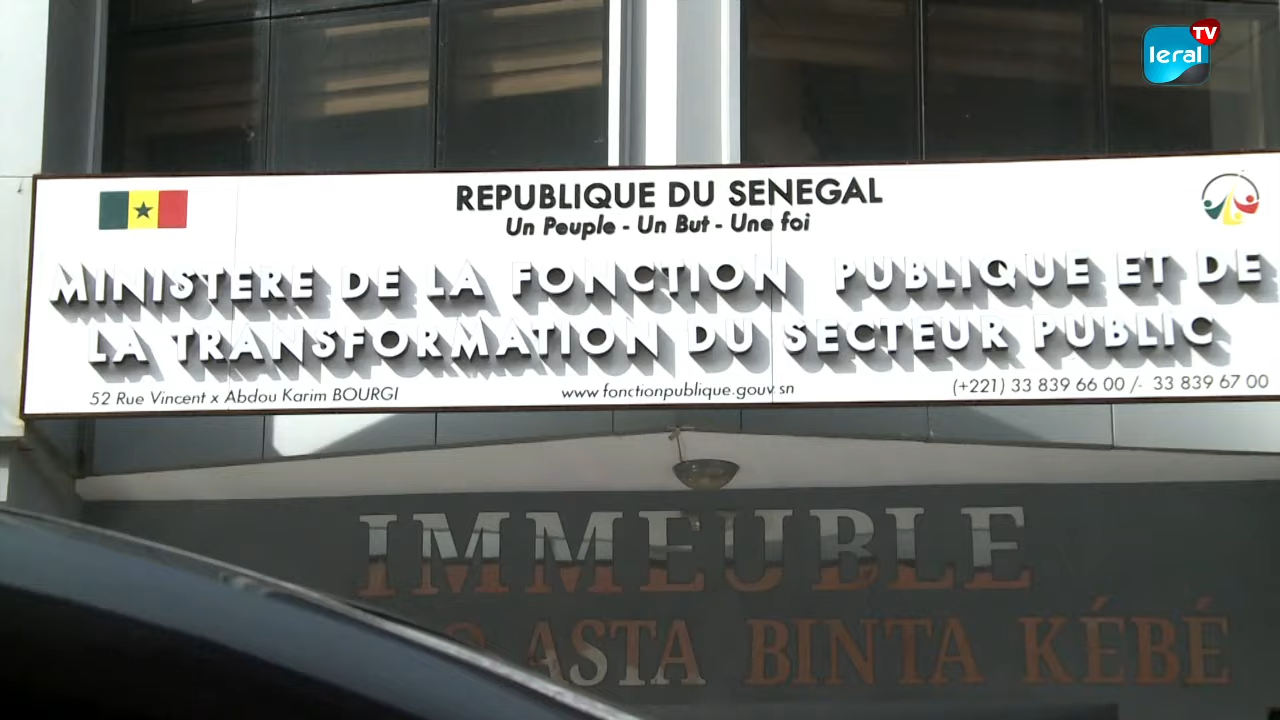 TV
leral
REPUBLIQUE DU SENEGAL
Un Peuple - Un But - Une foi
MINISTERE DE LA FONCTION PUBLIQUE ET DE
LA TRANSFORMATION DU SECTEUR PUBLIC
52 Rue Vincent x Abdou Karim BOURGI
www.fonctionpublique.gouv.sn
(+221) 33 839 66 00 /- 33 839 67 00
IMMEUBLE
ASTA BINTA KÉBÉ